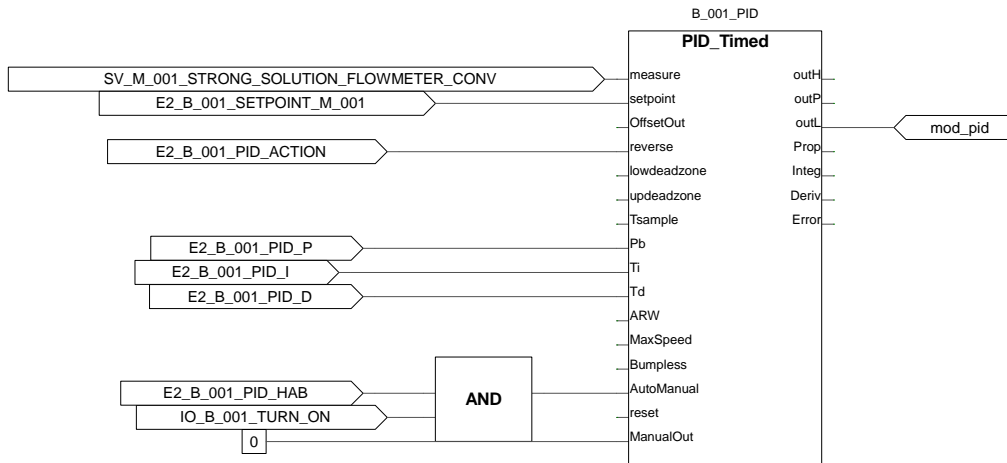 B_001_PID
PID_Timed
SV_M_001_STRONG_SOLUTION_FLOWMETER_CONV
measure
outH
E2_B_001_SETPOINT_M_001
setpoint
outP
OffsetOut
outL
mod_pid
E2_B_001_PID_ACTION
reverse
Prop
lowdeadzone
Integ
updeadzone
Deriv
Tsample
Error
E2_B_001_PID_P
Pb
E2_B_001_PID_I
Ti
E2_B_001_PID_D
Td
ARW
MaxSpeed
Bumpless
E2_B_001_PID_HAB
AND
AutoManual
IO_B_001_TURN_ON
reset
0
ManualOut